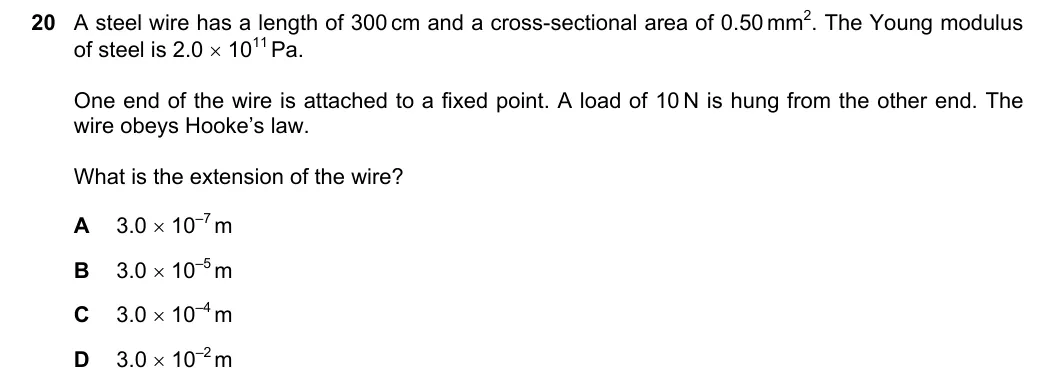 20 A steel wire has a length of 300 cm and a cross-sectional area of 0.50 mm². The Young modulus
of steel is 2.0 × 10¹¹ Pa.
One end of the wire is attached to a fixed point. A load of 10 N is hung from the other end. The
wire obeys Hooke’s law.
What is the extension of the wire?
A 3.0 × 10⁻⁷ m
B 3.0 × 10⁻⁵ m
C 3.0 × 10⁻⁴ m
D 3.0 × 10⁻² m